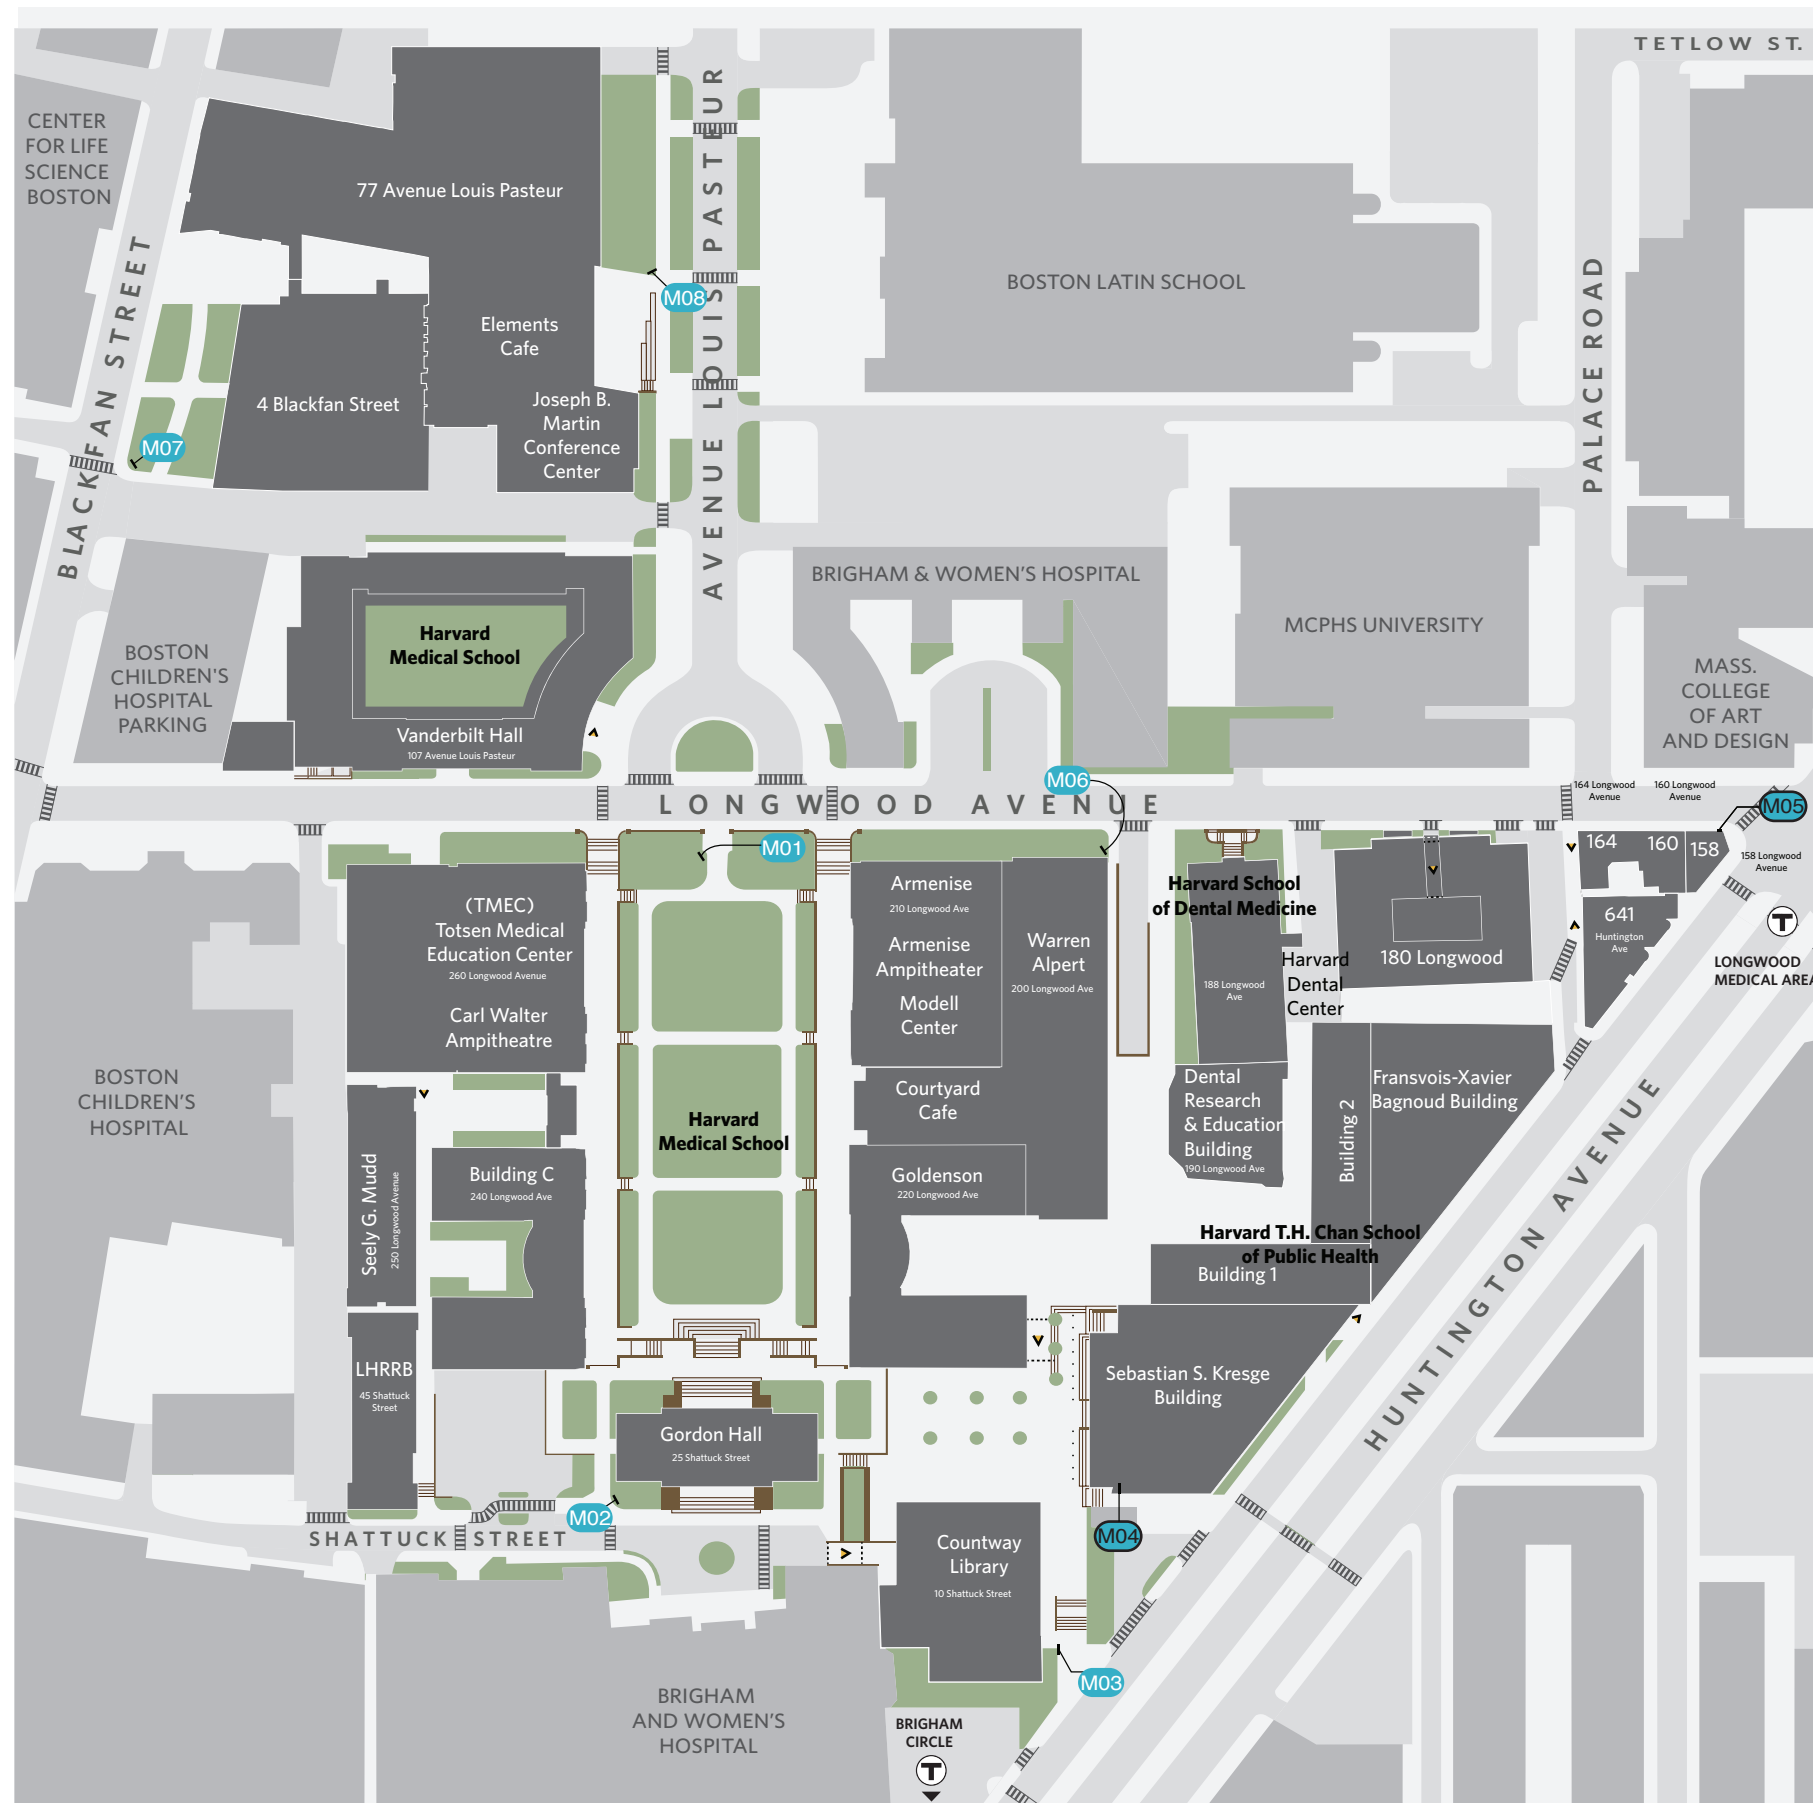 TETLOW ST.
CENTER
FOR LIFE
SCIENCE
BOSTON
77 Avenue Louis Pasteur
AVENUE LOUIS PASTEUR
BLACKFAN STREET
M08
BOSTON LATIN SCHOOL
PALACE ROAD
Elements
Cafe
4 Blackfan Street
Joseph B.
Martin
Conference
Center
M07
BRIGHAM & WOMEN'S HOSPITAL
MCPHS UNIVERSITY
Harvard
Medical School
BOSTON
CHILDREN'S
HOSPITAL
PARKING
MASS.
COLLEGE
OF ART
AND DESIGN
Vanderbilt Hall
107 Avenue Louis Pasteur
M06
164 Longwood
Avenue
160 Longwood
Avenue
LONGWOOD AVENUE
M05
M01
164
160
158
158 Longwood
Avenue
Armenise
210 Longwood Ave
Harvard School
of Dental Medicine
(TMEC)
Totsen Medical
Education Center
260 Longwood Avenue
Carl Walter
Ampitheatre
Armenise
Ampitheater
Modell
Center
Warren
Alpert
200 Longwood Ave
188 Longwood
Ave
Harvard
Dental
Center
180 Longwood
641
Huntington
Ave
T
LONGWOOD
MEDICAL AREA
BOSTON
CHILDREN'S
HOSPITAL
Harvard
Medical School
Courtyard
Cafe
Dental
Research
& Education
Building
190 Longwood Ave
Building 2
Fransvois-Xavier
Bagnoud Building
Seely G. Mudd
250 Longwood Avenue
Building C
240 Longwood Ave
Goldenson
220 Longwood Ave
Harvard T.H. Chan School
of Public Health
Building 1
HUNTINGTON AVENUE
LHRRB
45 Shattuck
Street
Sebastian S. Kresge
Building
Gordon Hall
25 Shattuck Street
M02
SHATTUCK STREET
M04
Countway
Library
10 Shattuck Street
M03
BRIGHAM
AND WOMEN'S
HOSPITAL
BRIGHAM
CIRCLE
T